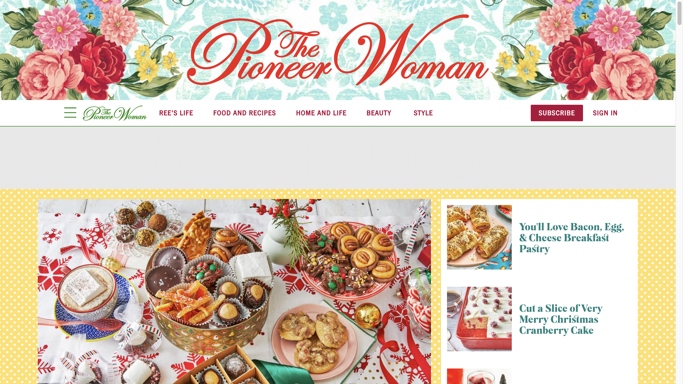 The Pioneer Woman
The Pioneer Woman
REE'S LIFE
FOOD AND RECIPES
HOME AND LIFE
BEAUTY
STYLE
SUBSCRIBE
SIGN IN
You'll Love Bacon, Egg,
& Cheese Breakfast
Pastry
Cut a Slice of Very
Merry Christmas
Cranberry Cake